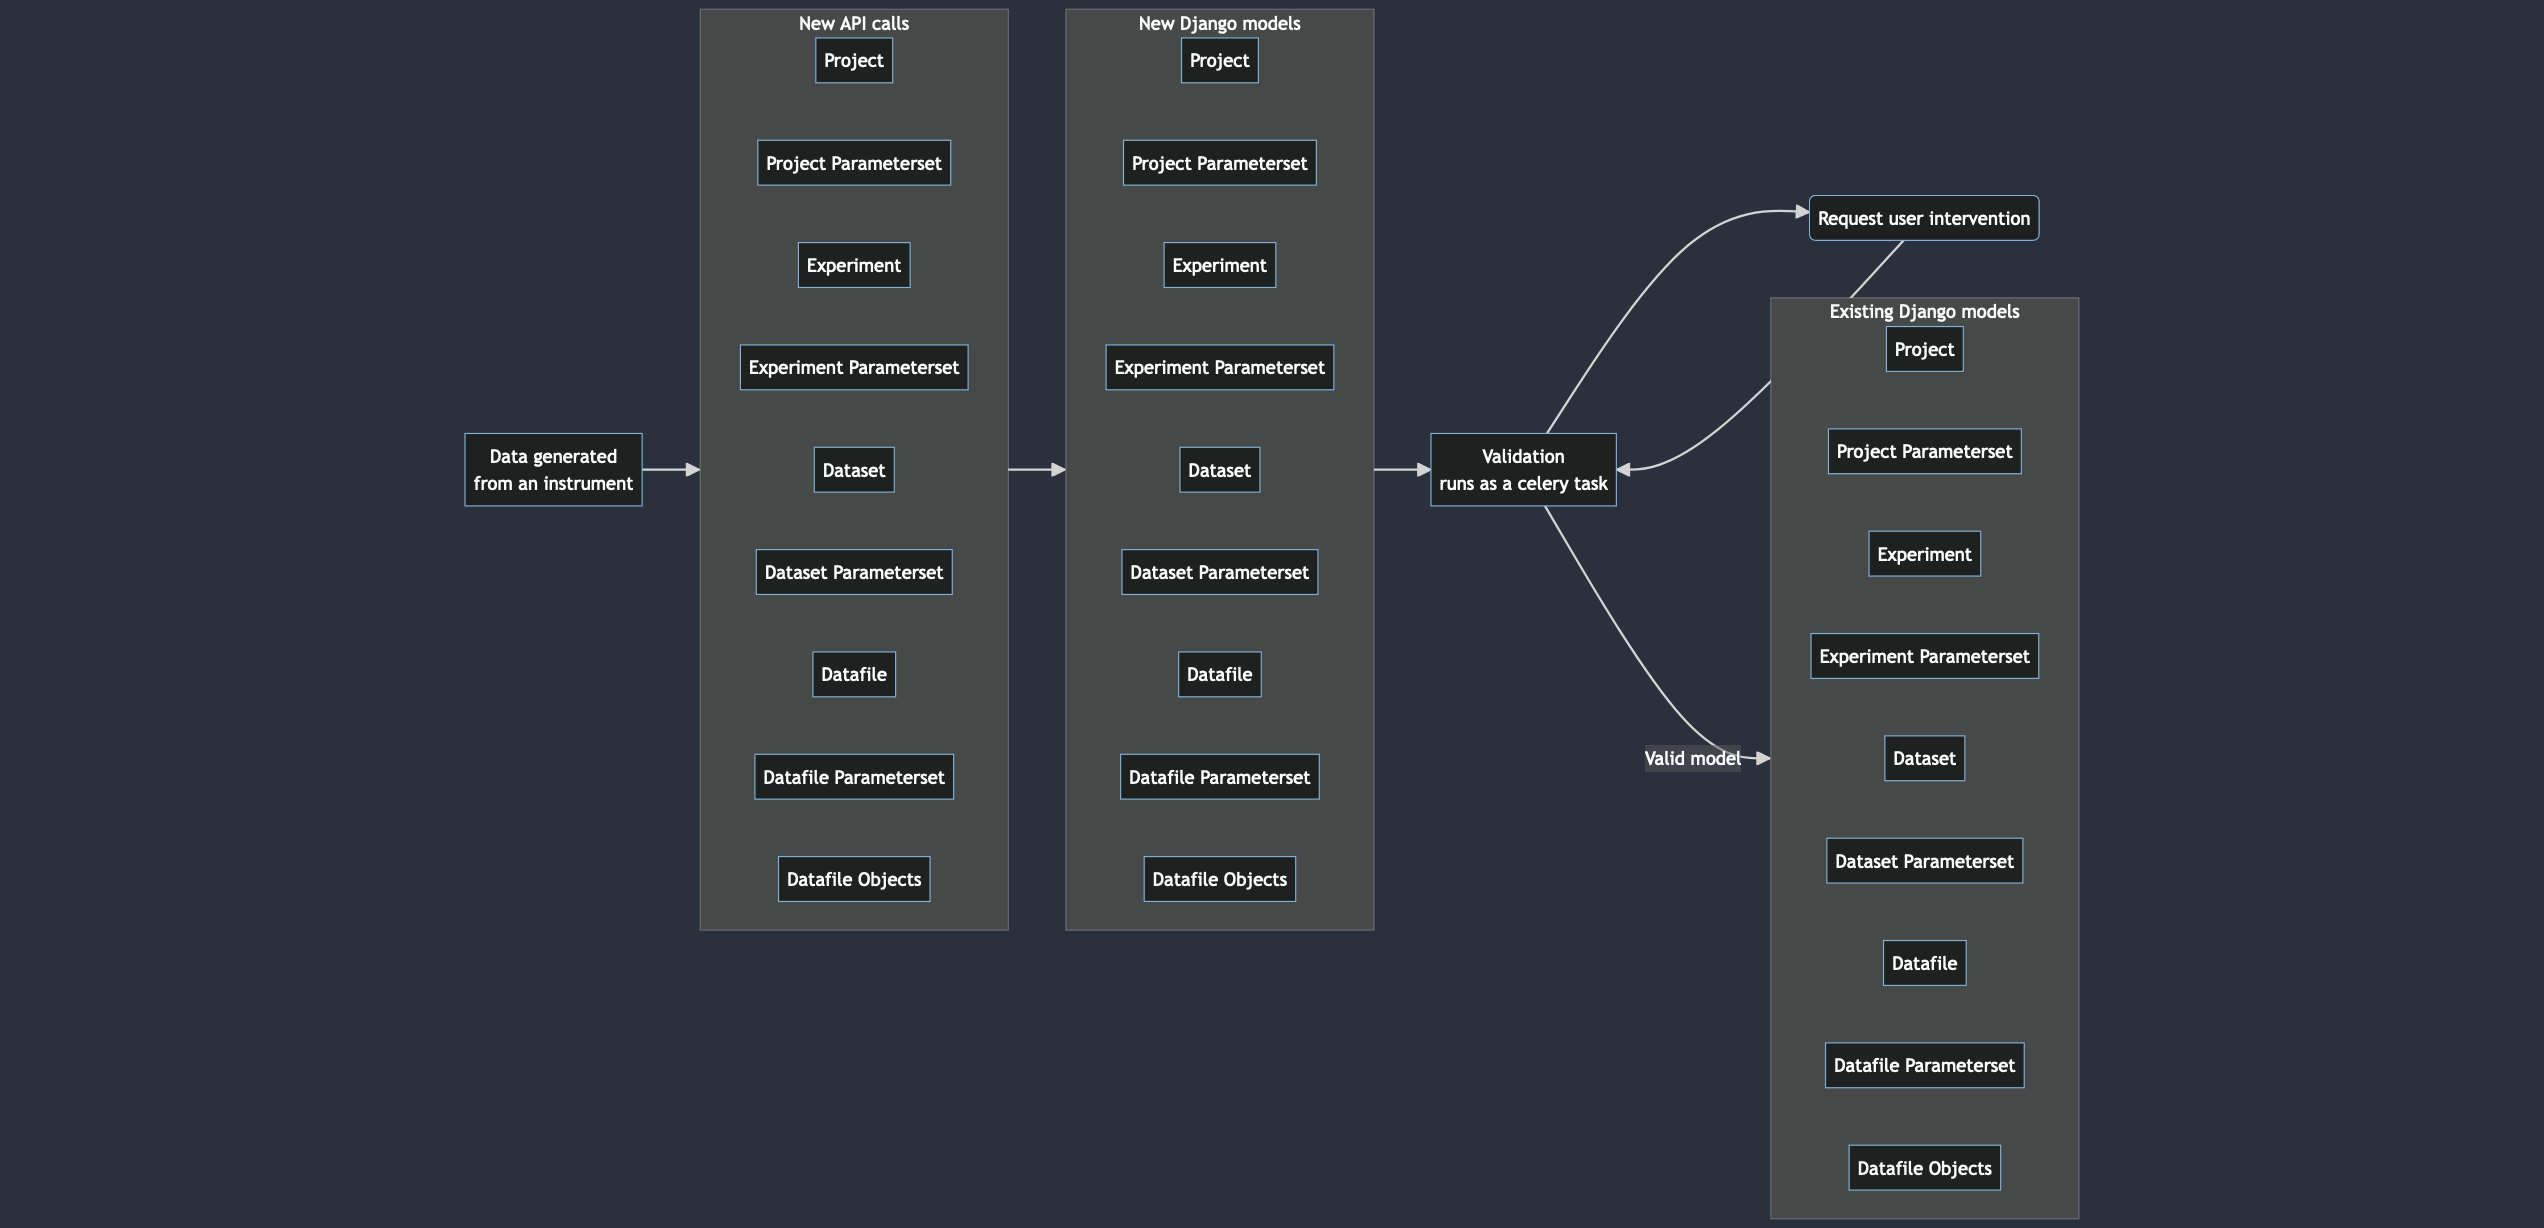 Data generated
from an instrument
New API calls
Project
Project Parameterset
Experiment
Experiment Parameterset
Dataset
Dataset Parameterset
Datafile
Datafile Parameterset
Datafile Objects
New Django models
Project
Project Parameterset
Experiment
Experiment Parameterset
Dataset
Dataset Parameterset
Datafile
Datafile Parameterset
Datafile Objects
Validation
runs as a celery task
Request user intervention
Valid model
Existing Django models
Project
Project Parameterset
Experiment
Experiment Parameterset
Dataset
Dataset Parameterset
Datafile
Datafile Parameterset
Datafile Objects